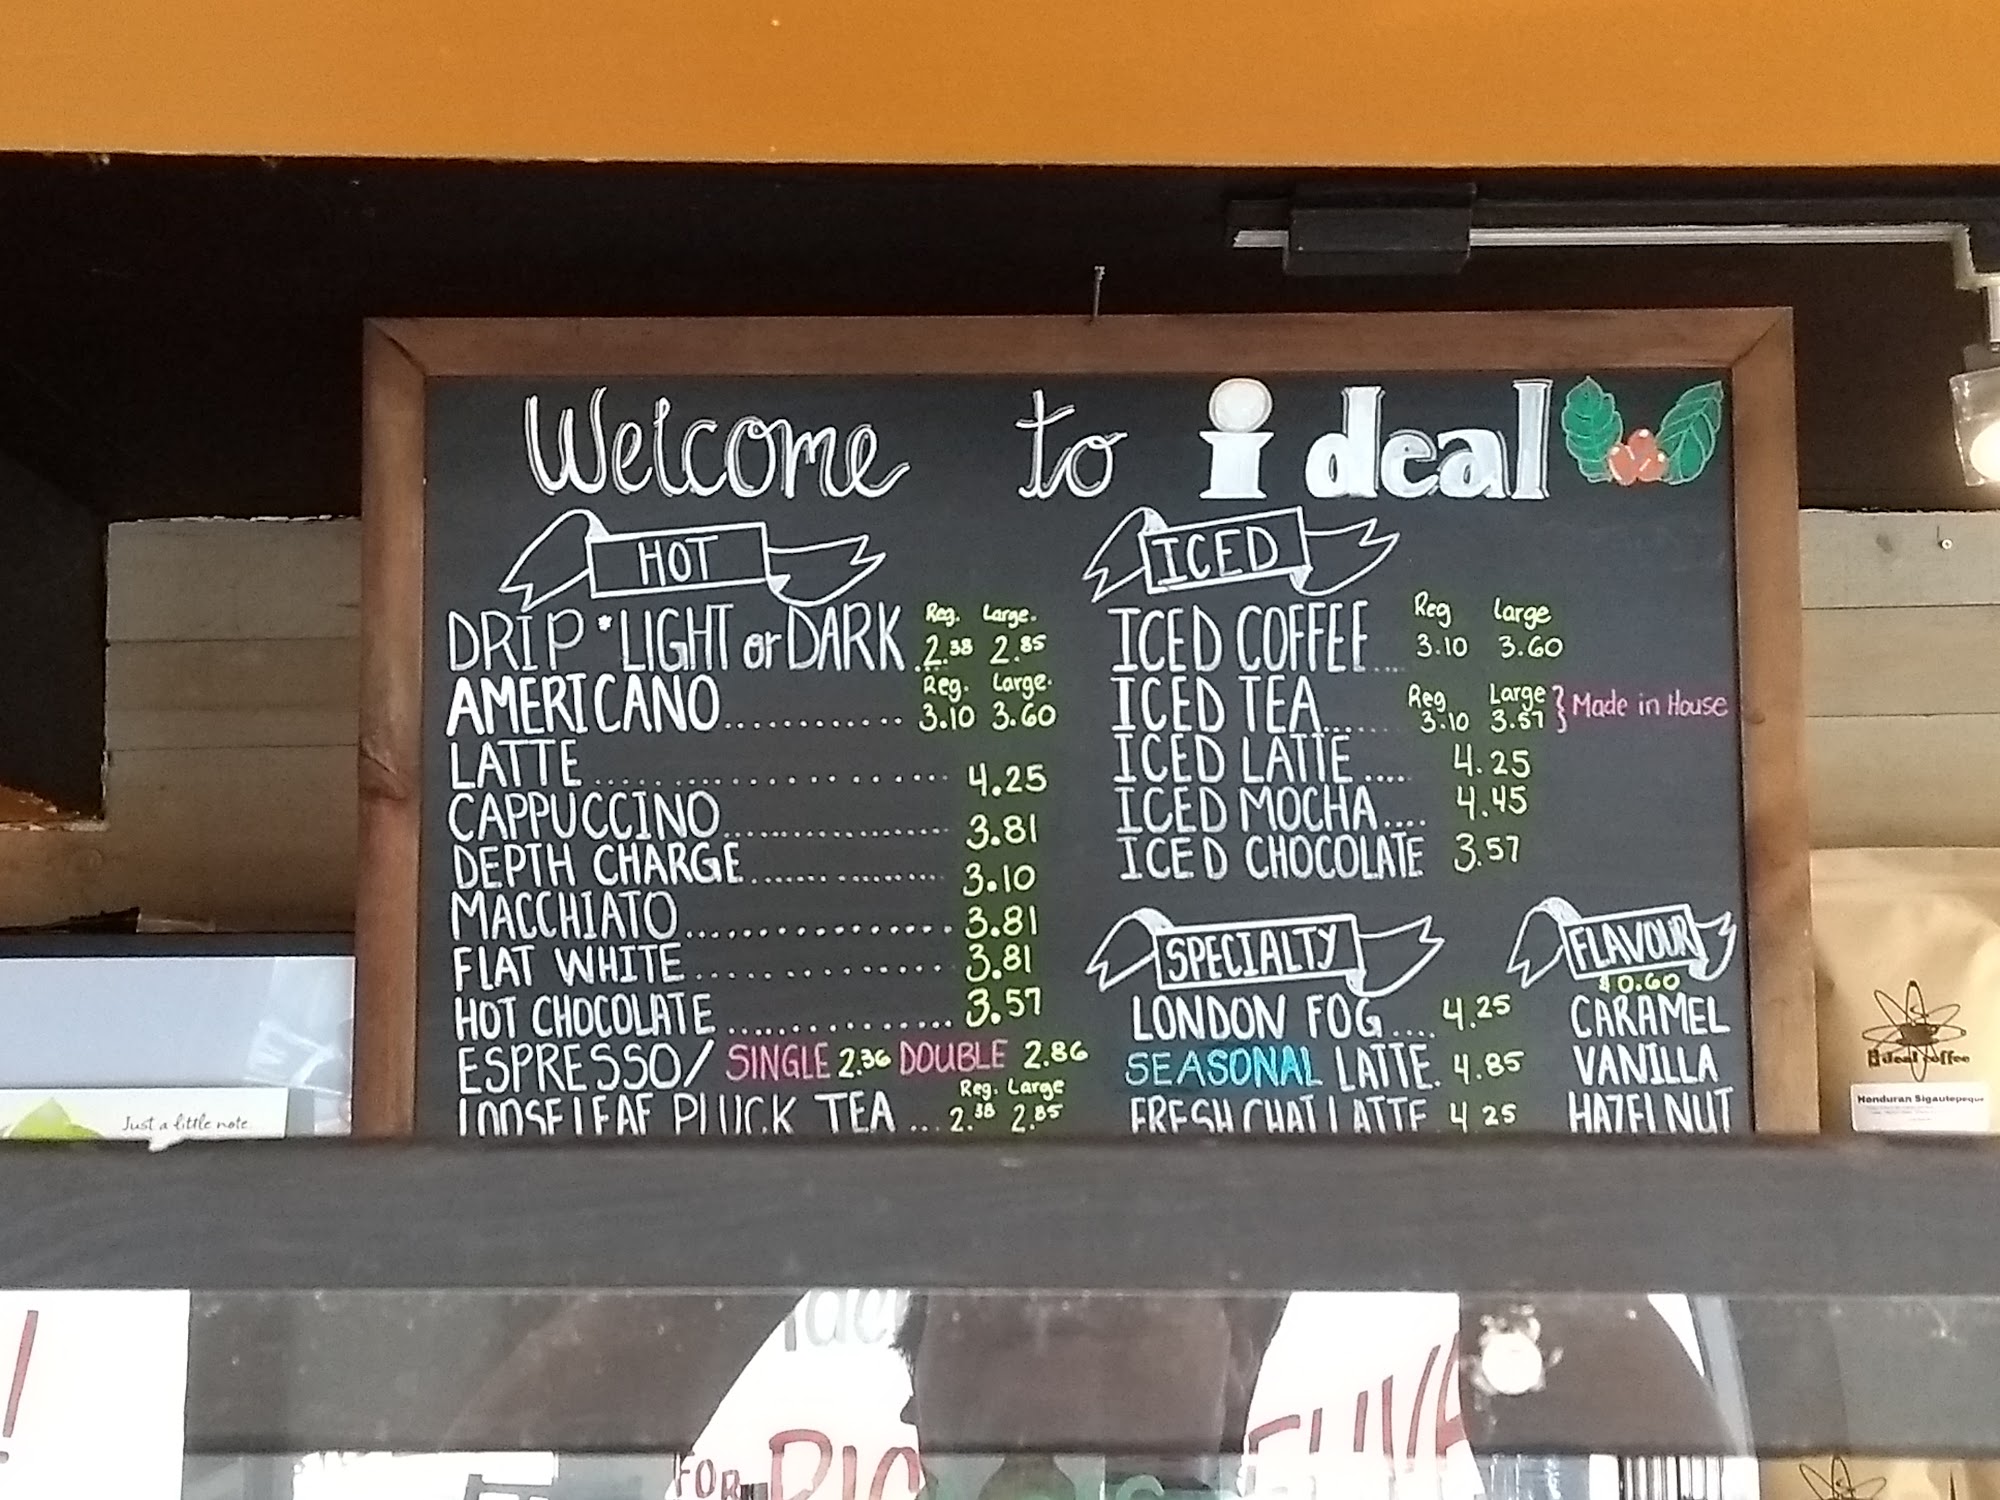 Welcome to ideal
HOT
Reg. Large.
DRIP *LIGHT or DARK .2.38 2.85
Reg. Large.
AMERICANO............ 3.10 3.60
LATTE........................ 4.25
CAPPUCCINO.................. 3.81
DEPTH CHARGE............... 3.10
MACCHIATO................. 3.81
FLAT WHITE............... 3.81
HOT CHOCOLATE............... 3.57
ESPRESSO/ SINGLE 2.36 DOUBLE 2.86
Reg. Large
LOOSELEAF PLUCK TEA ... 2.38 2.85
ICED
Reg Large
ICED COFFEE.... 3.10 3.60
Reg Large
ICED TEA...... 3.10 3.57 } Made in House
ICED LATTE..... 4.25
ICED MOCHA.... 4.45
ICED CHOCOLATE 3.57
SPECIALTY
LONDON FOG.... 4.25
SEASONAL LATTE. 4.85
FRESH CHAI LATTE. 4.25
FLAVOUR
$0.60
CARAMEL
VANILLA
HAZELNUT
ideal coffee
Honduran Sigautepeque
Just a little note
!
FOR